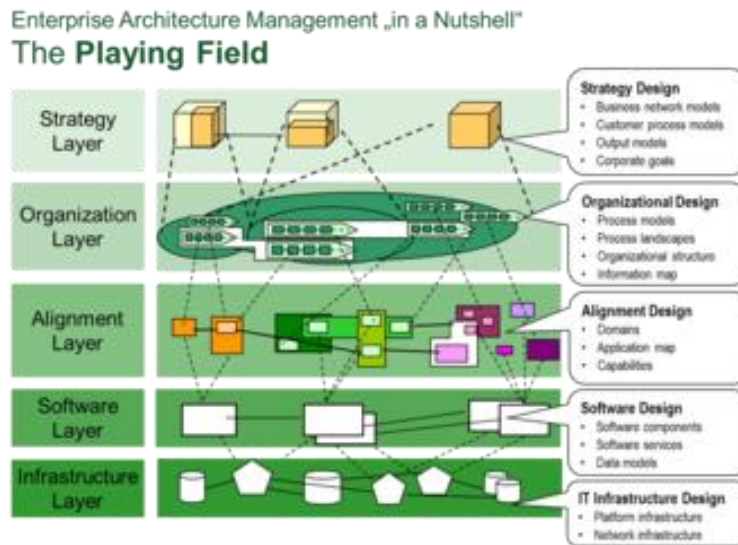 Enterprise Architecture Management „in a Nutshell“
The Playing Field
Strategy
Layer
Strategy Design
• Business network models
• Customer process models
• Output models
• Corporate goals
Organization
Layer
Organizational Design
• Process models
• Process landscapes
• Organizational structure
• Information map
Alignment
Layer
Alignment Design
• Domains
• Application map
• Capabilities
Software
Layer
Software Design
• Software components
• Software services
• Data models
Infrastructure
Layer
IT Infrastructure Design
• Platform infrastructure
• Network infrastructure